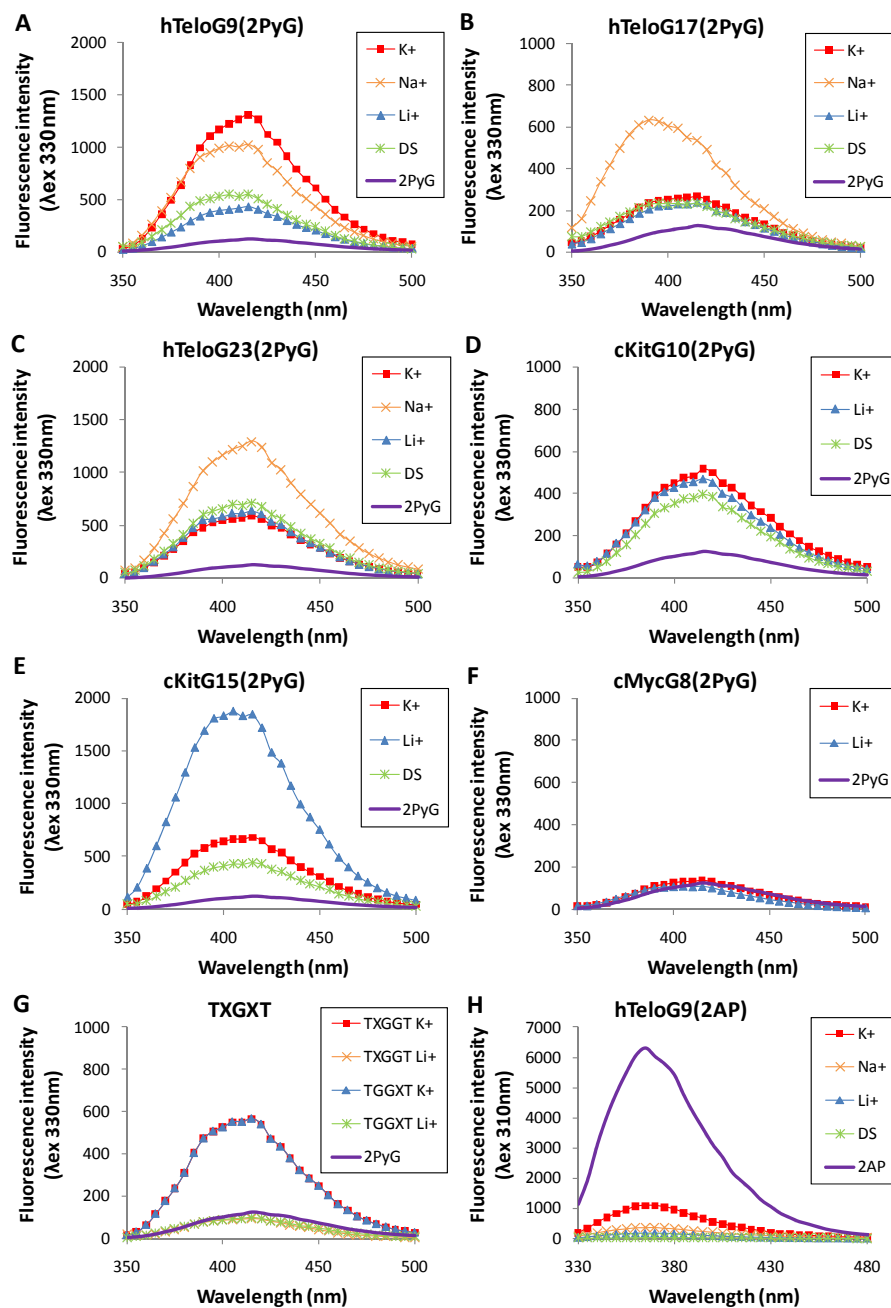 A
hTeloG9(2PyG)
Fluorescence intensity
(λex 330nm)
2000
1500
1000
500
0
350
400
450
500
Wavelength (nm)
K+
Na+
Li+
DS
2PyG
B
hTeloG17(2PyG)
Fluorescence intensity
(λex 330nm)
1000
800
600
400
200
0
350
400
450
500
Wavelength (nm)
K+
Na+
Li+
DS
2PyG
C
hTeloG23(2PyG)
Fluorescence intensity
(λex 330nm)
2000
1500
1000
500
0
350
400
450
500
Wavelength (nm)
K+
Na+
Li+
DS
2PyG
D
cKitG10(2PyG)
Fluorescence intensity
(λex 330nm)
1000
800
600
400
200
0
350
400
450
500
Wavelength (nm)
K+
Li+
DS
2PyG
E
cKitG15(2PyG)
Fluorescence intensity
(λex 330nm)
2000
1500
1000
500
0
350
400
450
500
Wavelength (nm)
K+
Li+
DS
2PyG
F
cMycG8(2PyG)
Fluorescence intensity
(λex 330nm)
1000
800
600
400
200
0
350
400
450
500
Wavelength (nm)
K+
Li+
2PyG
G
TXGXT
Fluorescence intensity
(λex 330nm)
1000
800
600
400
200
0
350
400
450
500
Wavelength (nm)
TXGGT K+
TXGGT Li+
TGGXT K+
TGGXT Li+
2PyG
H
hTeloG9(2AP)
Fluorescence intensity
(λex 310nm)
7000
6000
5000
4000
3000
2000
1000
0
330
380
430
480
Wavelength (nm)
K+
Na+
Li+
DS
2AP